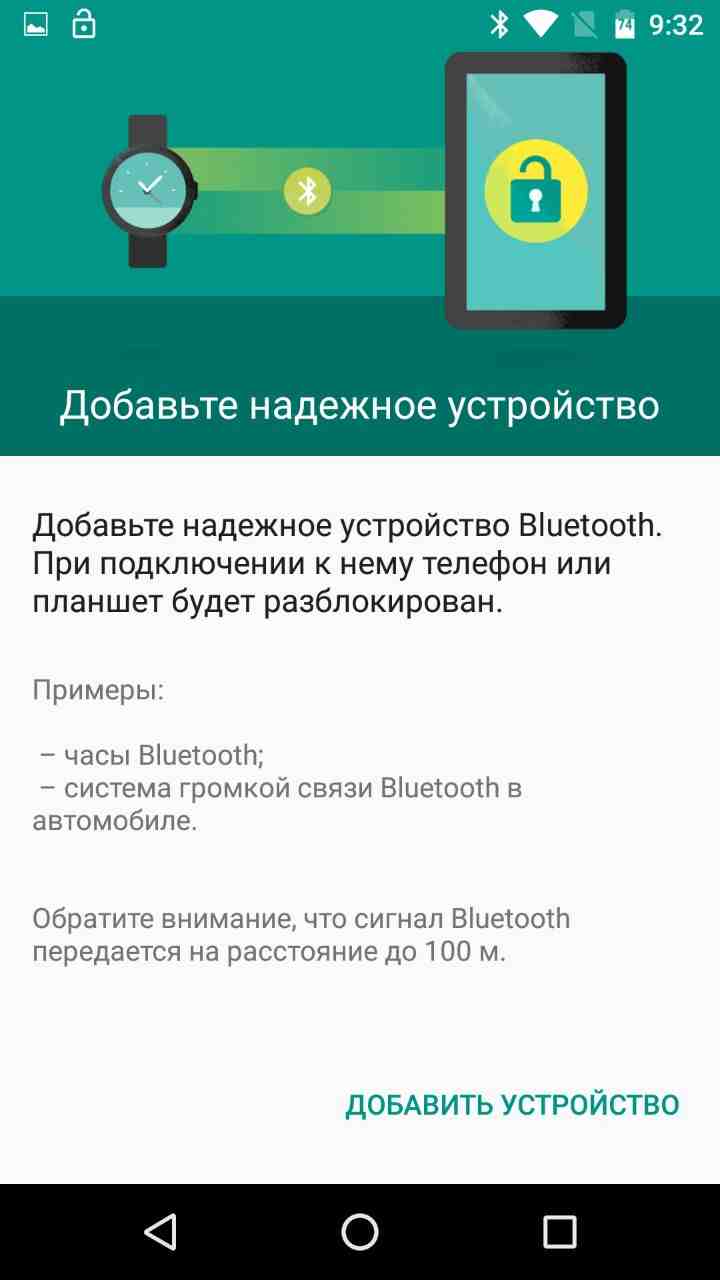 74 9:32
Добавьте надежное устройство
Добавьте надежное устройство Bluetooth.
При подключении к нему телефон или
планшет будет разблокирован.
Примеры:
– часы Bluetooth;
– система громкой связи Bluetooth в
автомобиле.
Обратите внимание, что сигнал Bluetooth
передается на расстояние до 100 м.
ДОБАВИТЬ УСТРОЙСТВО